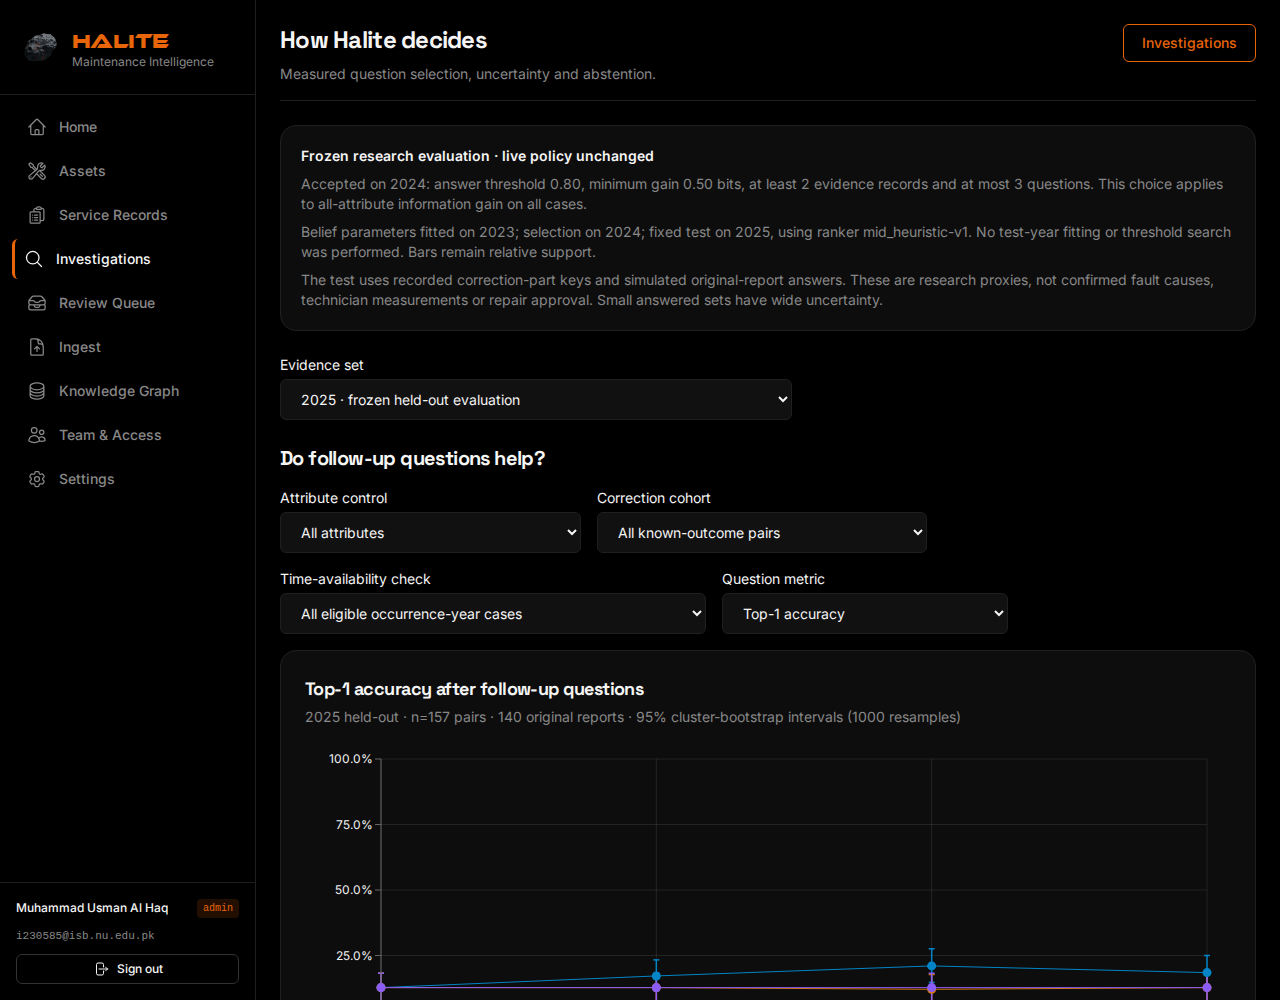 HALITE
Maintenance Intelligence
Home
Assets
Service Records
Investigations
Review Queue
Ingest
Knowledge Graph
Team & Access
Settings
Muhammad Usman Al Haq
admin
i230585@isb.nu.edu.pk
Sign out
How Halite decides
Measured question selection, uncertainty and abstention.
Investigations
Frozen research evaluation · live policy unchanged
Accepted on 2024: answer threshold 0.80, minimum gain 0.50 bits, at least 2 evidence records and at most 3 questions. This choice applies
to all-attribute information gain on all cases.
Belief parameters fitted on 2023; selection on 2024; fixed test on 2025, using ranker mid_heuristic-v1. No test-year fitting or threshold search
was performed. Bars remain relative support.
The test uses recorded correction-part keys and simulated original-report answers. These are research proxies, not confirmed fault causes,
technician measurements or repair approval. Small answered sets have wide uncertainty.
Evidence set
2025 · frozen held-out evaluation
Do follow-up questions help?
Attribute control
Correction cohort
All attributes
All known-outcome pairs
Time-availability check
Question metric
All eligible occurrence-year cases
Top-1 accuracy
Top-1 accuracy after follow-up questions
2025 held-out · n=157 pairs · 140 original reports · 95% cluster-bootstrap intervals (1000 resamples)
100.0%
75.0%
50.0%
25.0%